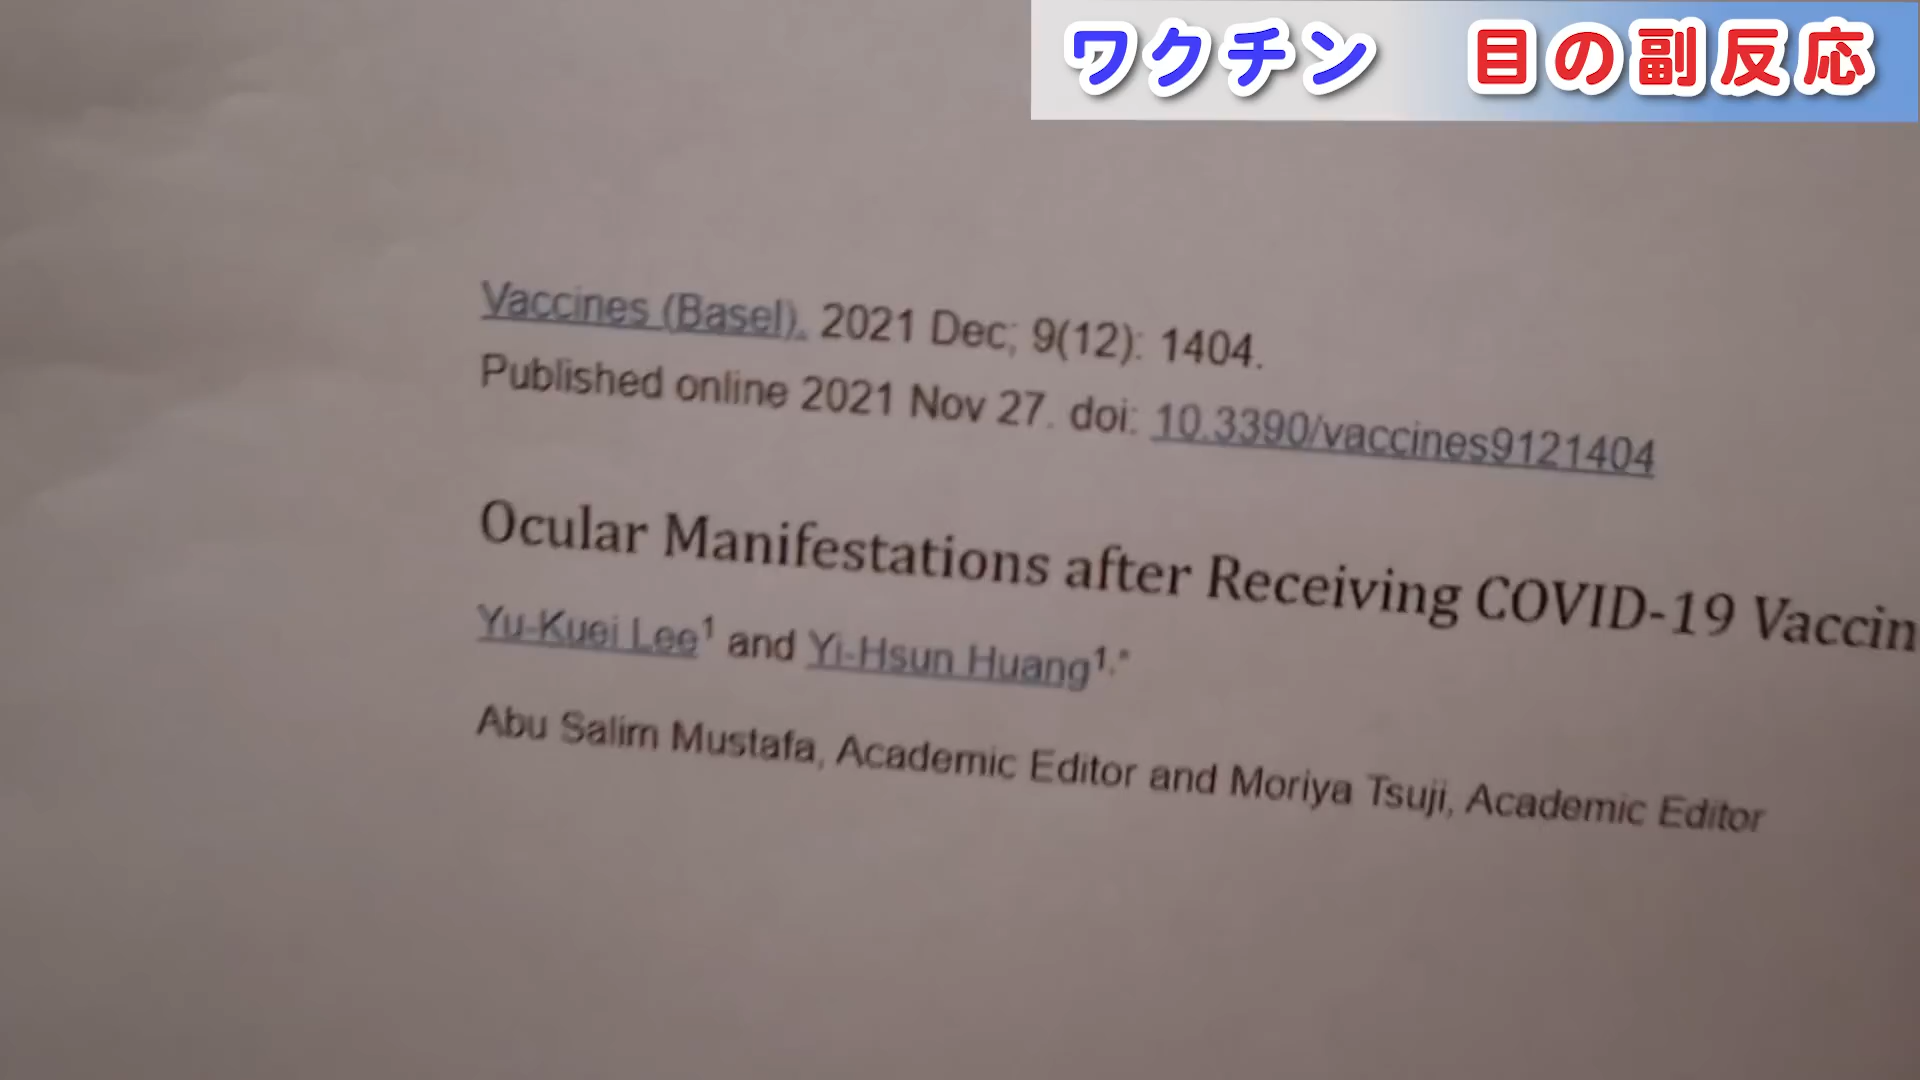 ワクチン 目の副反応
Vaccines (Basel). 2021 Dec; 9(12): 1404.
Published online 2021 Nov 27. doi: 10.3390/vaccines9121404
Ocular Manifestations after Receiving COVID-19 Vaccin
Yu-Kuei Lee1 and Yi-Hsun Huang1,*
Abu Salim Mustafa, Academic Editor and Moriya Tsuji, Academic Editor